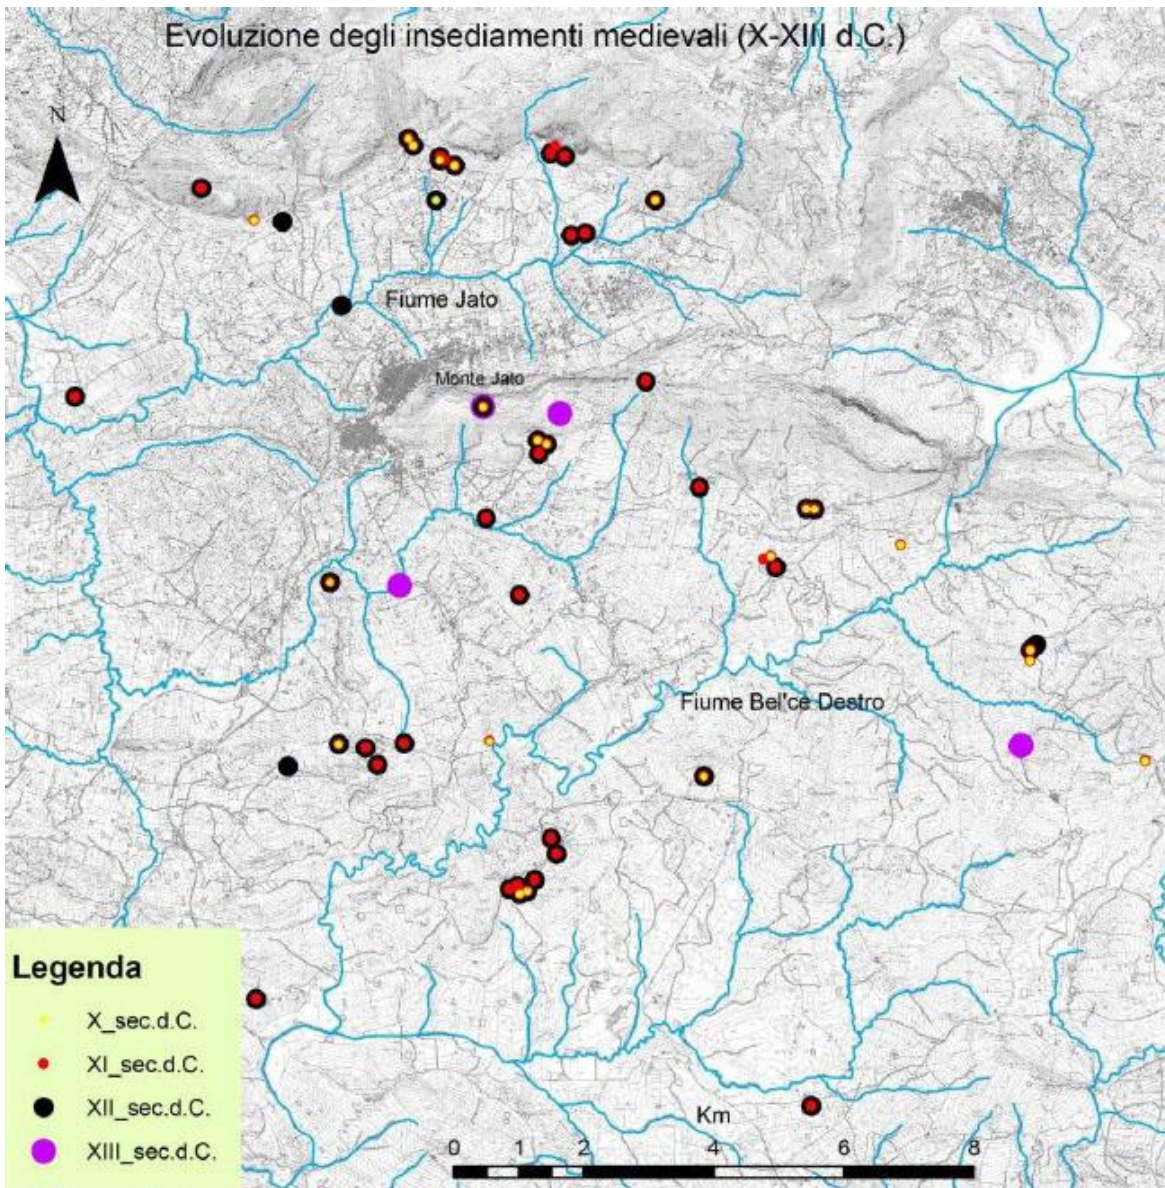 Evoluzione degli insediamenti medievali (X-XIII d.C.)
N
Fiume Jato
Monte Jato
Fiume Bel'ce Destro
Legenda
X_sec.d.C.
XI_sec.d.C.
XII_sec.d.C.
XIII_sec.d.C.
Km
0 1 2 4 6 8